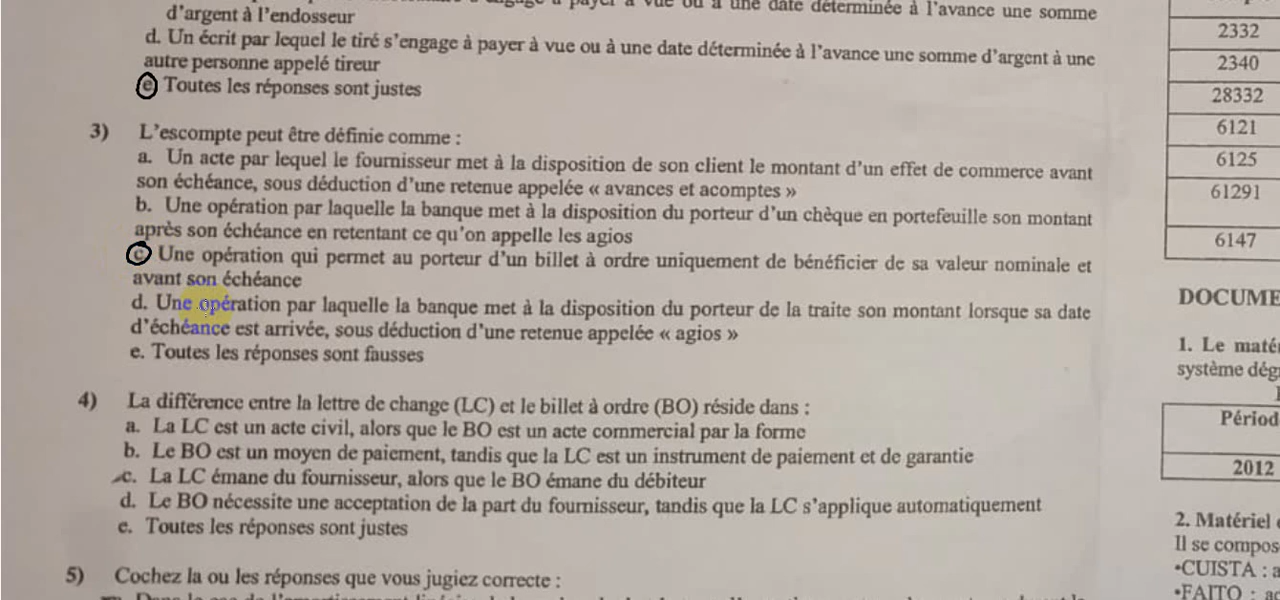 à payer à vue ou à une date déterminée à l'avance une somme
d'argent à l'endosseur
d. Un écrit par lequel le tiré s'engage à payer à vue ou à une date déterminée à l'avance une somme d'argent à une
autre personne appelé tireur
e. Toutes les réponses sont justes
3) L'escompte peut être définie comme :
a. Un acte par lequel le fournisseur met à la disposition de son client le montant d'un effet de commerce avant
son échéance, sous déduction d'une retenue appelée « avances et acomptes »
b. Une opération par laquelle la banque met à la disposition du porteur d'un chèque en portefeuille son montant
après son échéance en retentant ce qu'on appelle les agios
c. Une opération qui permet au porteur d'un billet à ordre uniquement de bénéficier de sa valeur nominale et
avant son échéance
d. Une opération par laquelle la banque met à la disposition du porteur de la traite son montant lorsque sa date
d'échéance est arrivée, sous déduction d'une retenue appelée « agios »
e. Toutes les réponses sont fausses
4) La différence entre la lettre de change (LC) et le billet à ordre (BO) réside dans :
a. La LC est un acte civil, alors que le BO est un acte commercial par la forme
b. Le BO est un moyen de paiement, tandis que la LC est un instrument de paiement et de garantie
c. La LC émane du fournisseur, alors que le BO émane du débiteur
d. Le BO nécessite une acceptation de la part du fournisseur, tandis que la LC s'applique automatiquement
e. Toutes les réponses sont justes
5) Cochez la ou les réponses que vous jugiez correcte :
2332
2340
28332
6121
6125
61291
6147
DOCUME
1. Le maté
système dég
Périod
2012
2. Matériel
Il se compos
•CUISTA : a
•FAITO : ac